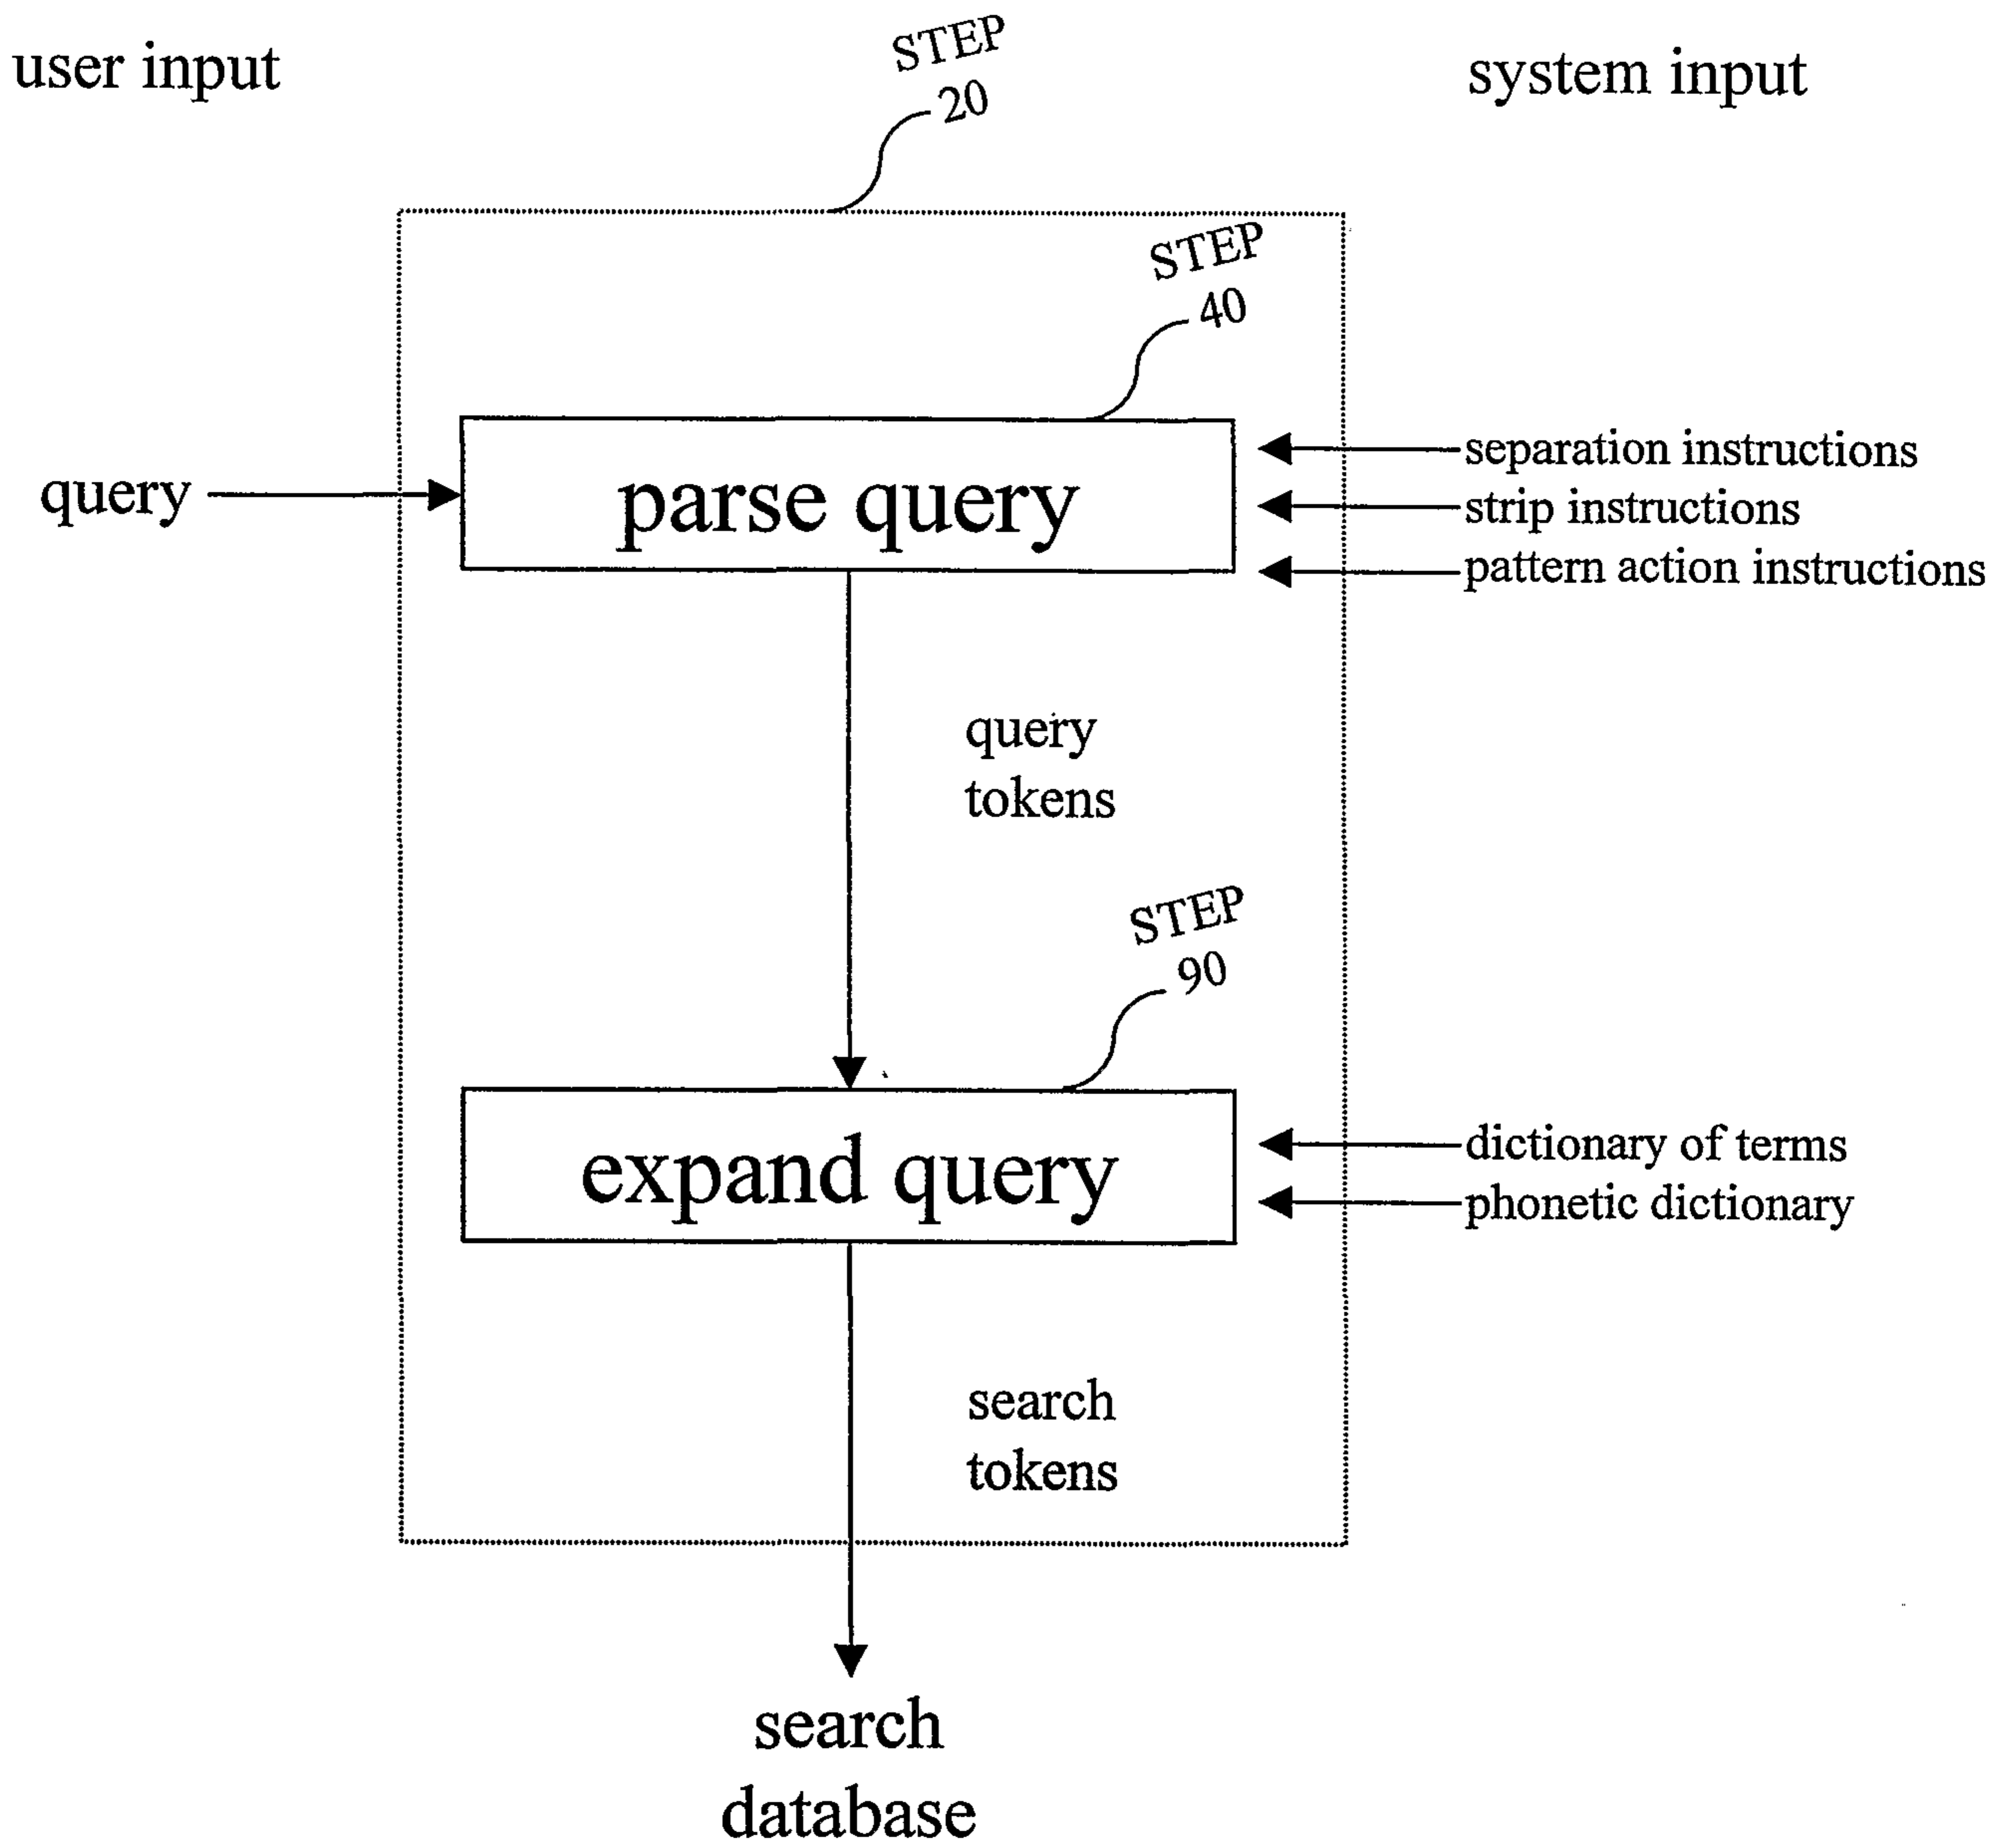 user input
STEP
20
system input
STEP
40
query
parse query
separation instructions
strip instructions
pattern action instructions
query
tokens
STEP
90
expand query
dictionary of terms
phonetic dictionary
search
tokens
search
database